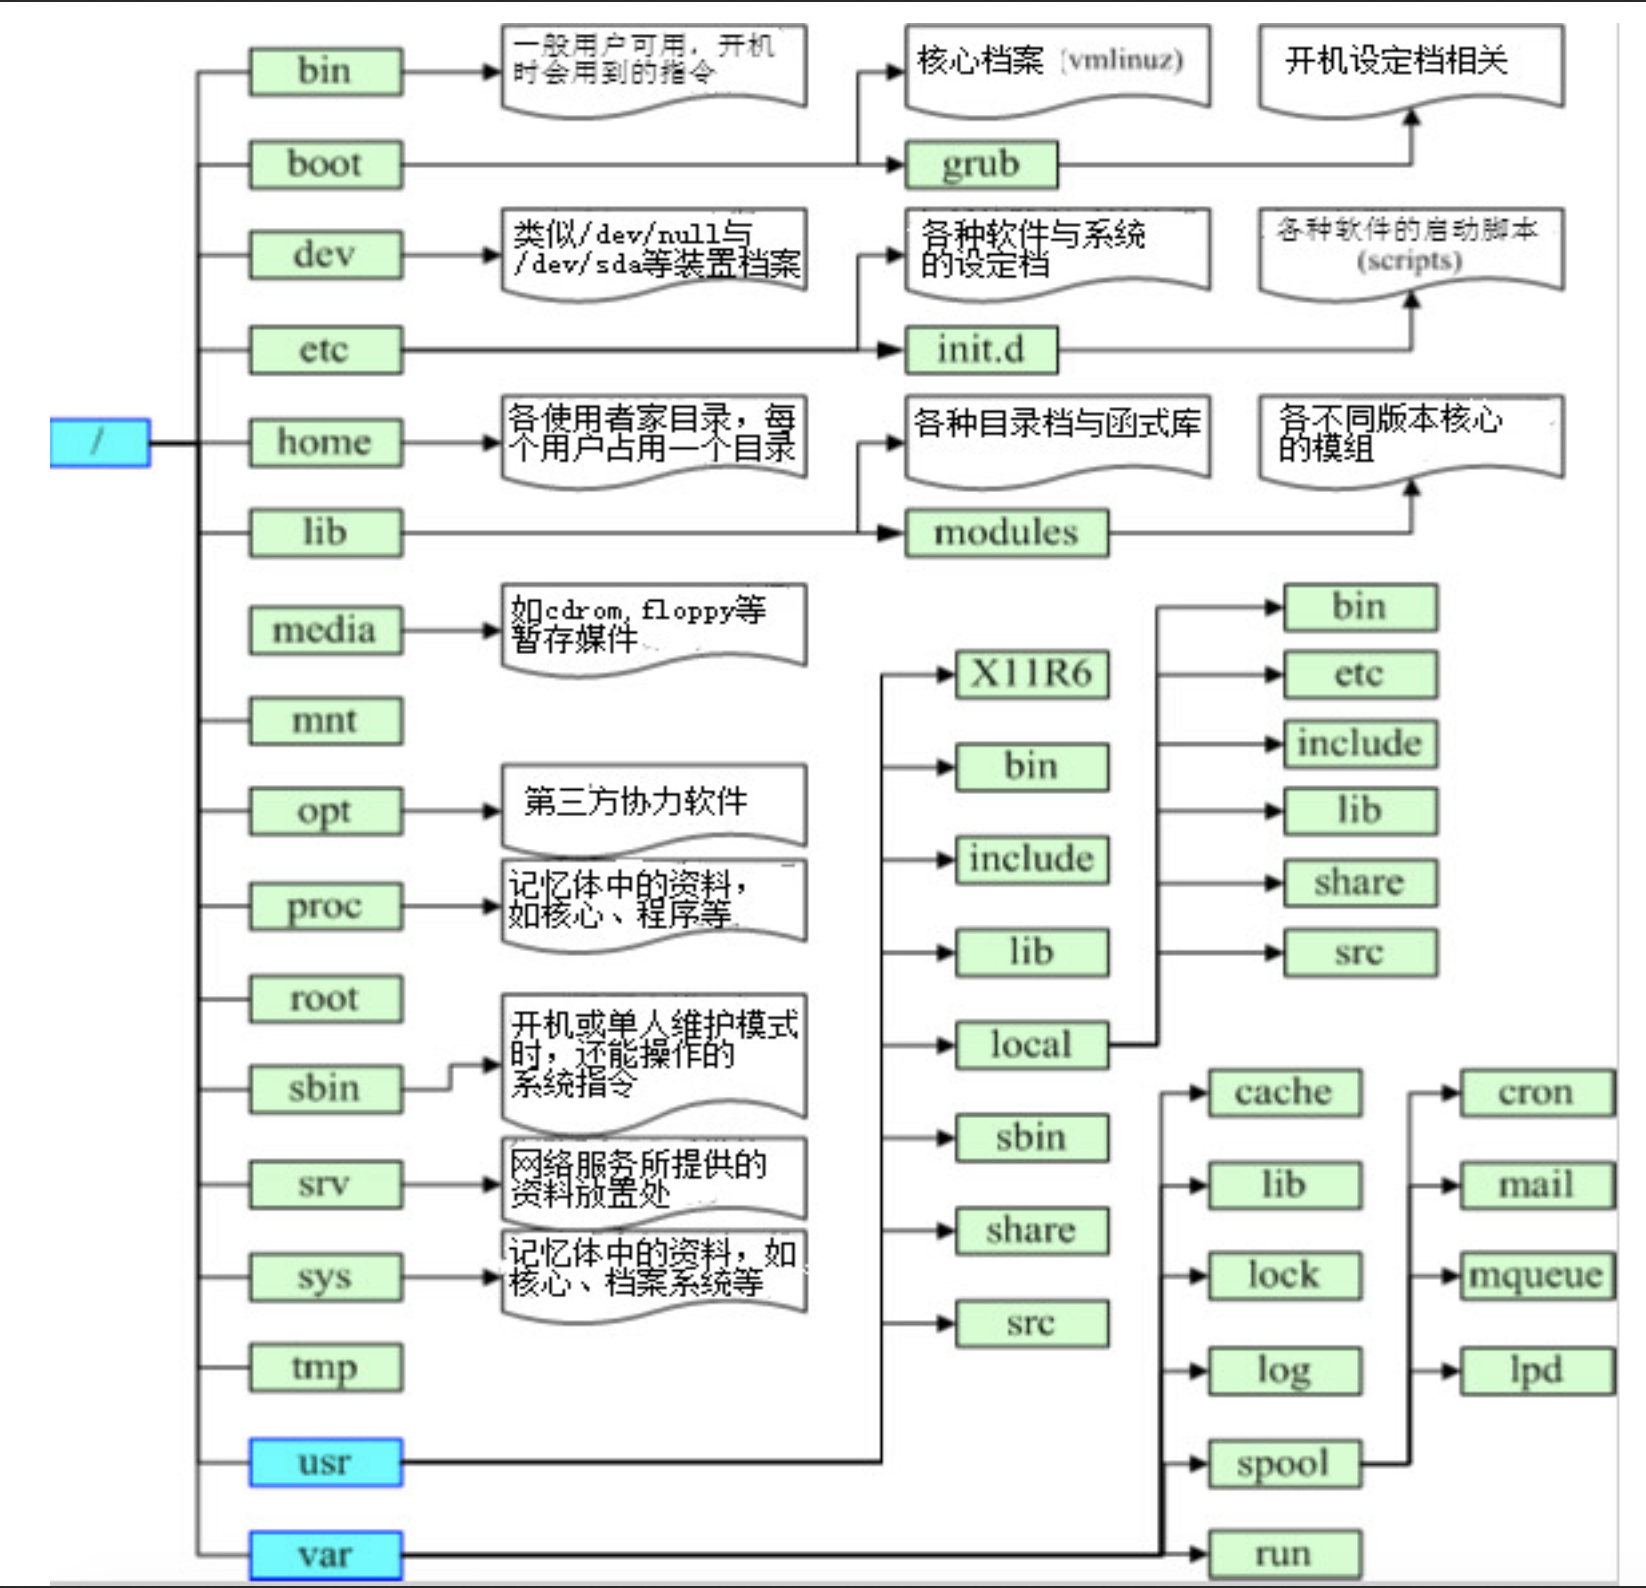 bin
一般用户可用，开机
时会用到的指令
核心档案 (vmlinuz)
开机设定档相关
boot
grub
dev
类似/dev/null与
/dev/sda等装置档案
各种软件与系统
的设定档
各种软件的启动脚本
(scripts)
etc
init.d
/
home
各使用者家目录，每
个用户占用一个目录
各种目录档与函式库
各不同版本核心
的模组
lib
modules
media
如cdrom,floppy等
暂存媒件
mnt
opt
第三方协力软件
proc
记忆体中的资料，
如核心、程序等
root
sbin
开机或单人维护模式
时，还能操作的
系统指令
srv
网络服务所提供的
资料放置处
sys
记忆体中的资料，如
核心、档案系统等
tmp
usr
var
X11R6
bin
include
lib
local
sbin
share
src
bin
etc
include
lib
share
src
cache
lib
lock
log
spool
run
cron
mail
mqueue
lpd